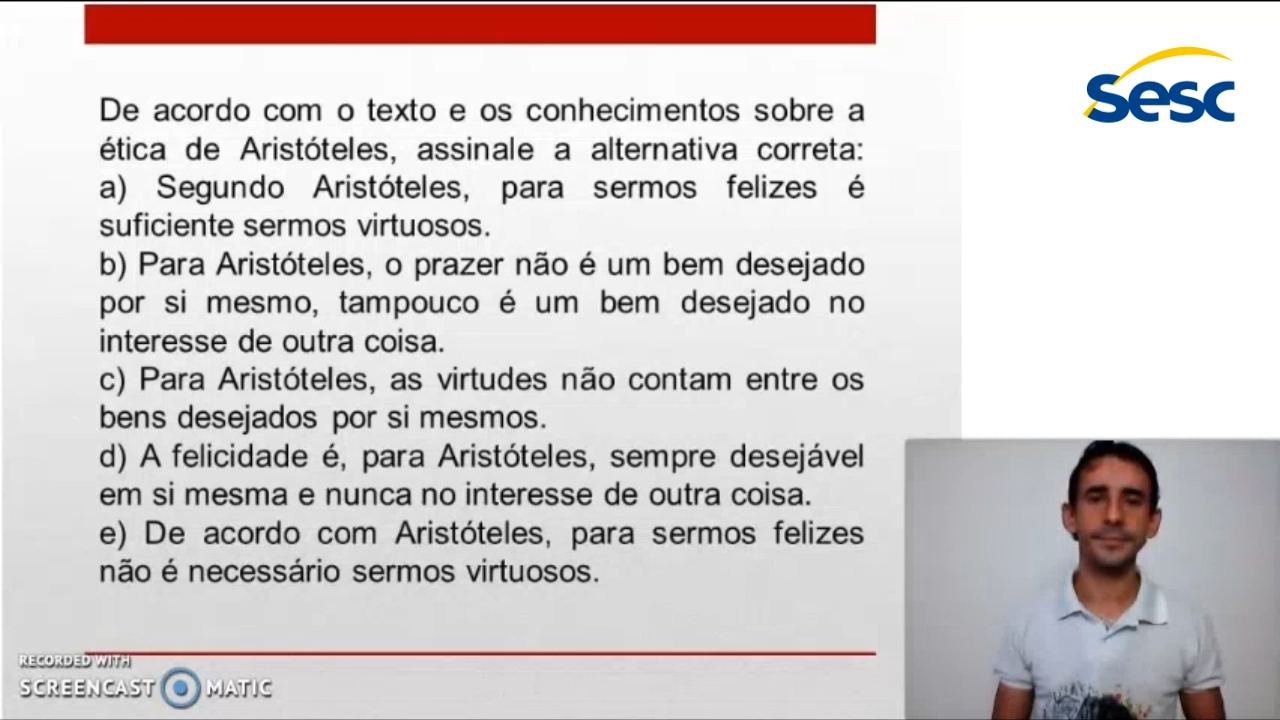 Sesc
De acordo com o texto e os conhecimentos sobre a
ética de Aristóteles, assinale a alternativa correta:
a) Segundo Aristóteles, para sermos felizes é
suficiente sermos virtuosos.
b) Para Aristóteles, o prazer não é um bem desejado
por si mesmo, tampouco é um bem desejado no
interesse de outra coisa.
c) Para Aristóteles, as virtudes não contam entre os
bens desejados por si mesmos.
d) A felicidade é, para Aristóteles, sempre desejável
em si mesma e nunca no interesse de outra coisa.
e) De acordo com Aristóteles, para sermos felizes
não é necessário sermos virtuosos.
RECORDED WITH
SCREENCAST MATIC